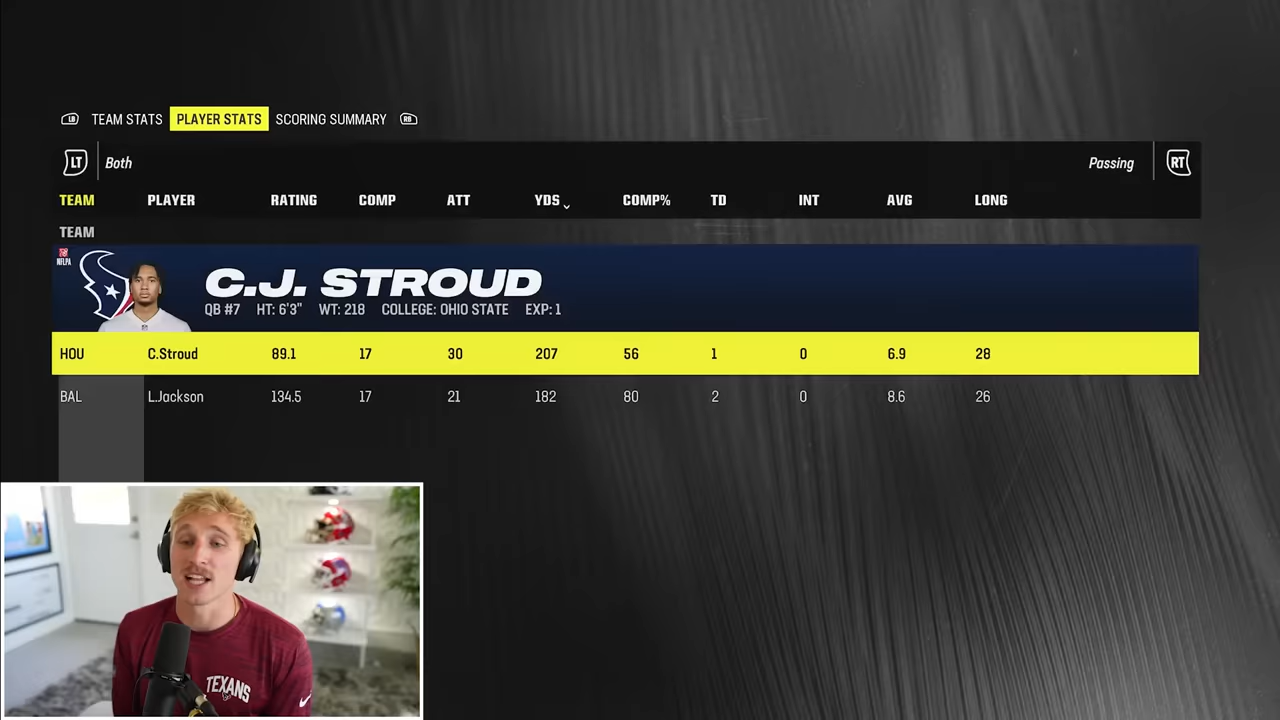 LB TEAM STATS PLAYER STATS SCORING SUMMARY RB
LT Both Passing RT
TEAM PLAYER RATING COMP ATT YDS COMP% TD INT AVG LONG
TEAM
NFLPA
C.J. STROUD
QB #7 HT: 6'3" WT: 218 COLLEGE: OHIO STATE EXP: 1
HOU C.Stroud 89.1 17 30 207 56 1 0 6.9 28
BAL L.Jackson 134.5 17 21 182 80 2 0 8.6 26
TEXANS